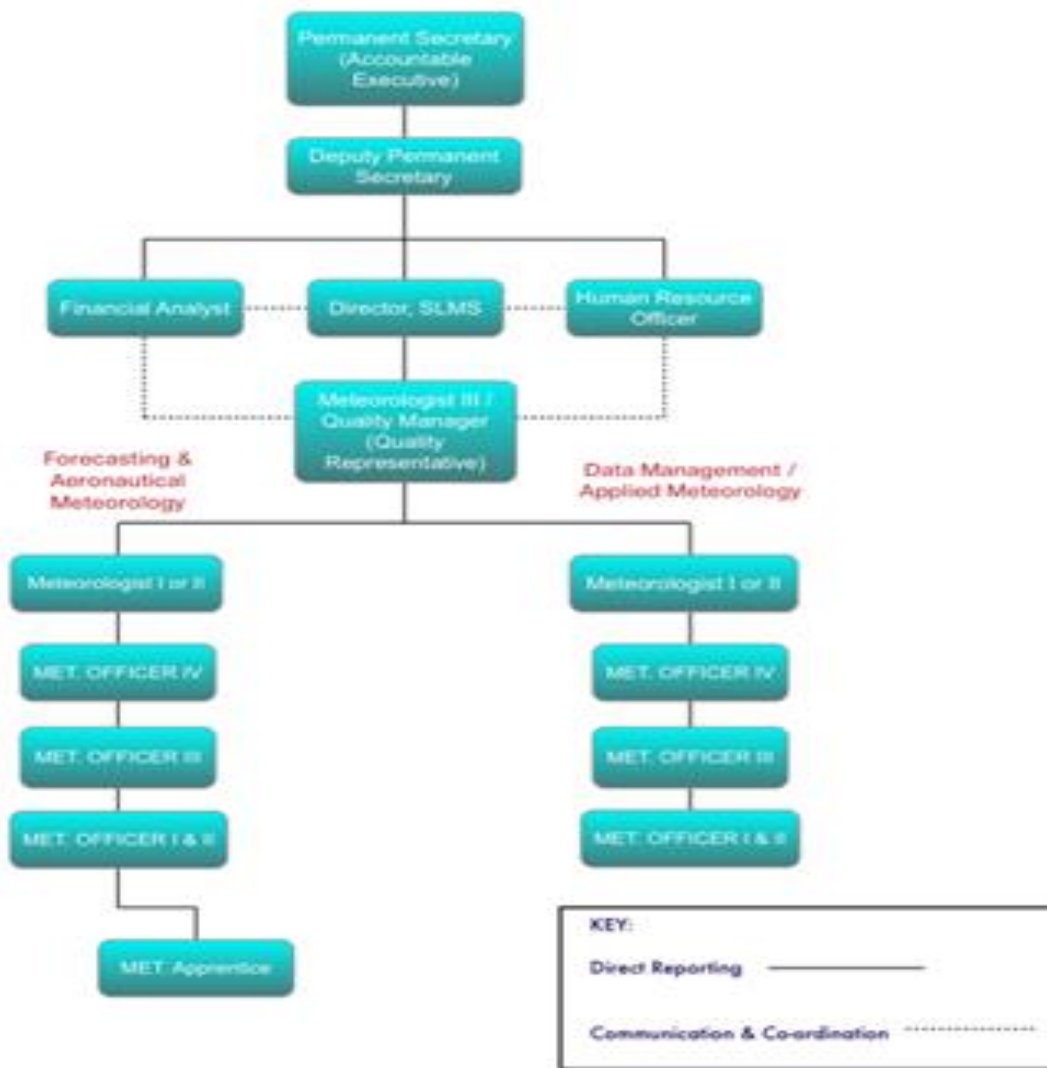 Permanent Secretary
(Accountable
Executive)
Deputy Permanent
Secretary
Financial Analyst
Director, SLMS
Human Resource
Officer
Meteorologist III /
Quality Manager
(Quality
Representative)
Forecasting &
Aeronautical
Meteorology
Data Management /
Applied Meteorology
Meteorologist I or II
Meteorologist I or II
MET. OFFICER IV
MET. OFFICER IV
MET. OFFICER III
MET. OFFICER III
MET. OFFICER I & II
MET. OFFICER I & II
MET. Apprentice
KEY:
Direct Reporting
Communication & Co-ordination